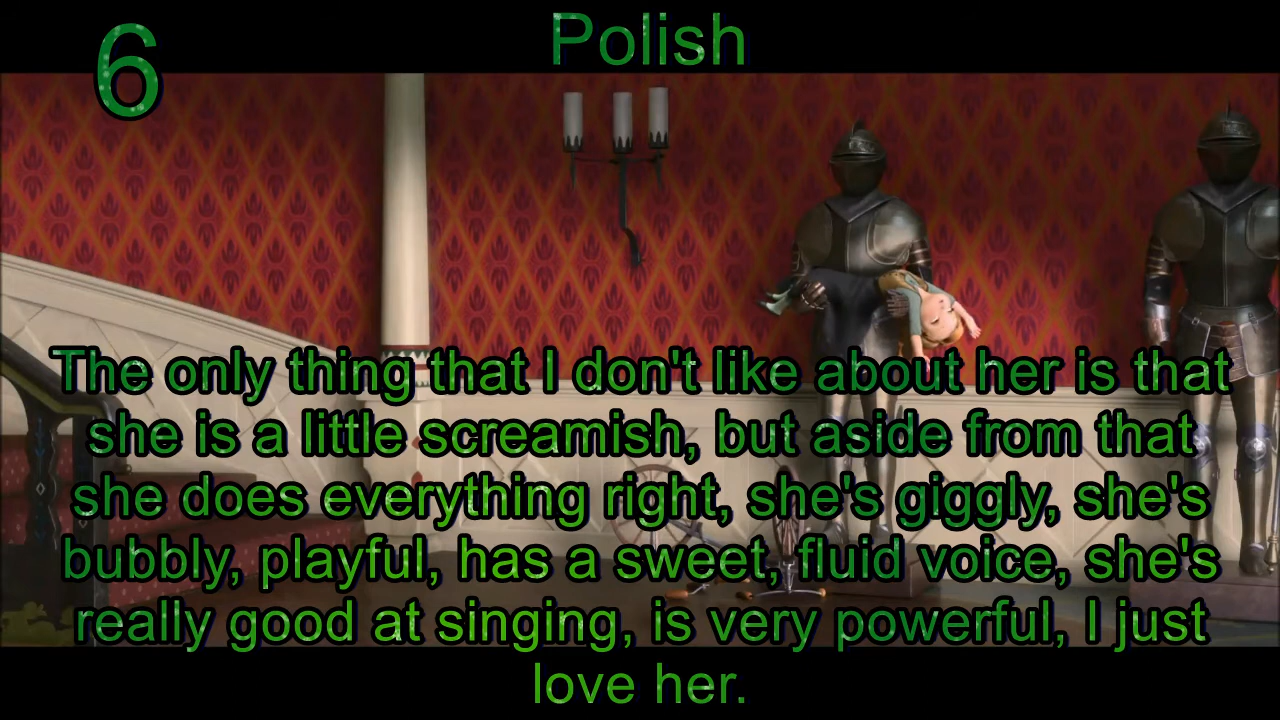 Polish
6
The only thing that I don't like about her is that
she is a little screamish, but aside from that
she does everything right, she's giggly, she's
bubbly, playful, has a sweet, fluid voice, she's
really good at singing, is very powerful, I just
love her.